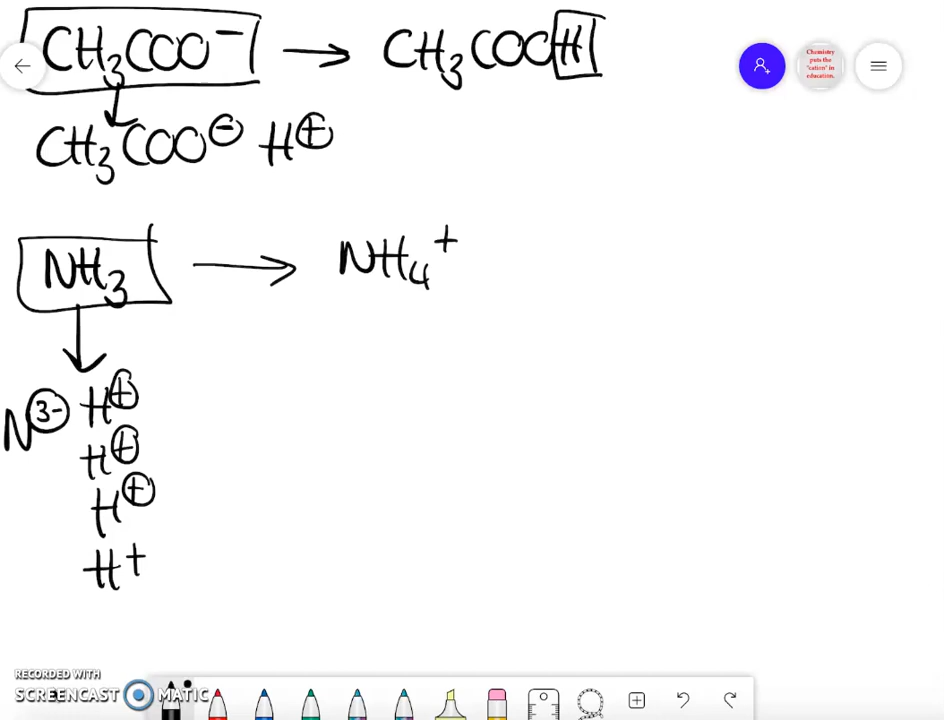 CH₃COO⁻ → CH₃COOH
CH₃COO⊖ H⊕
Chemistry
puts the
"cation" in
education.
NH₃ → NH₄⁺
N³⁻ H⊕
H⊕
H⊕
H⁺
RECORDED WITH
SCREENCAST MATIC